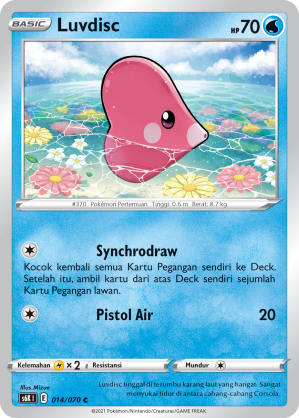 BASIC Luvdisc HP 70
#370 Pokémon Pertemuan Tinggi: 0.6 m Berat: 8.7 kg
Synchrodraw
Kocok kembali semua Kartu Pegangan sendiri ke Deck.
Setelah itu, ambil kartu dari atas Deck sendiri sejumlah
Kartu Pegangan lawan.
Pistol Air 20
Kelemahan ×2 Resistansi Mundur
Illus. Mizue
s6K I E 014/070 C
Luvdisc tinggal di terumbu karang laut yang hangat. Sangat
menyukai tidur di antara cabang-cabang Corsola.
©2021 Pokémon/Nintendo/Creatures/GAME FREAK